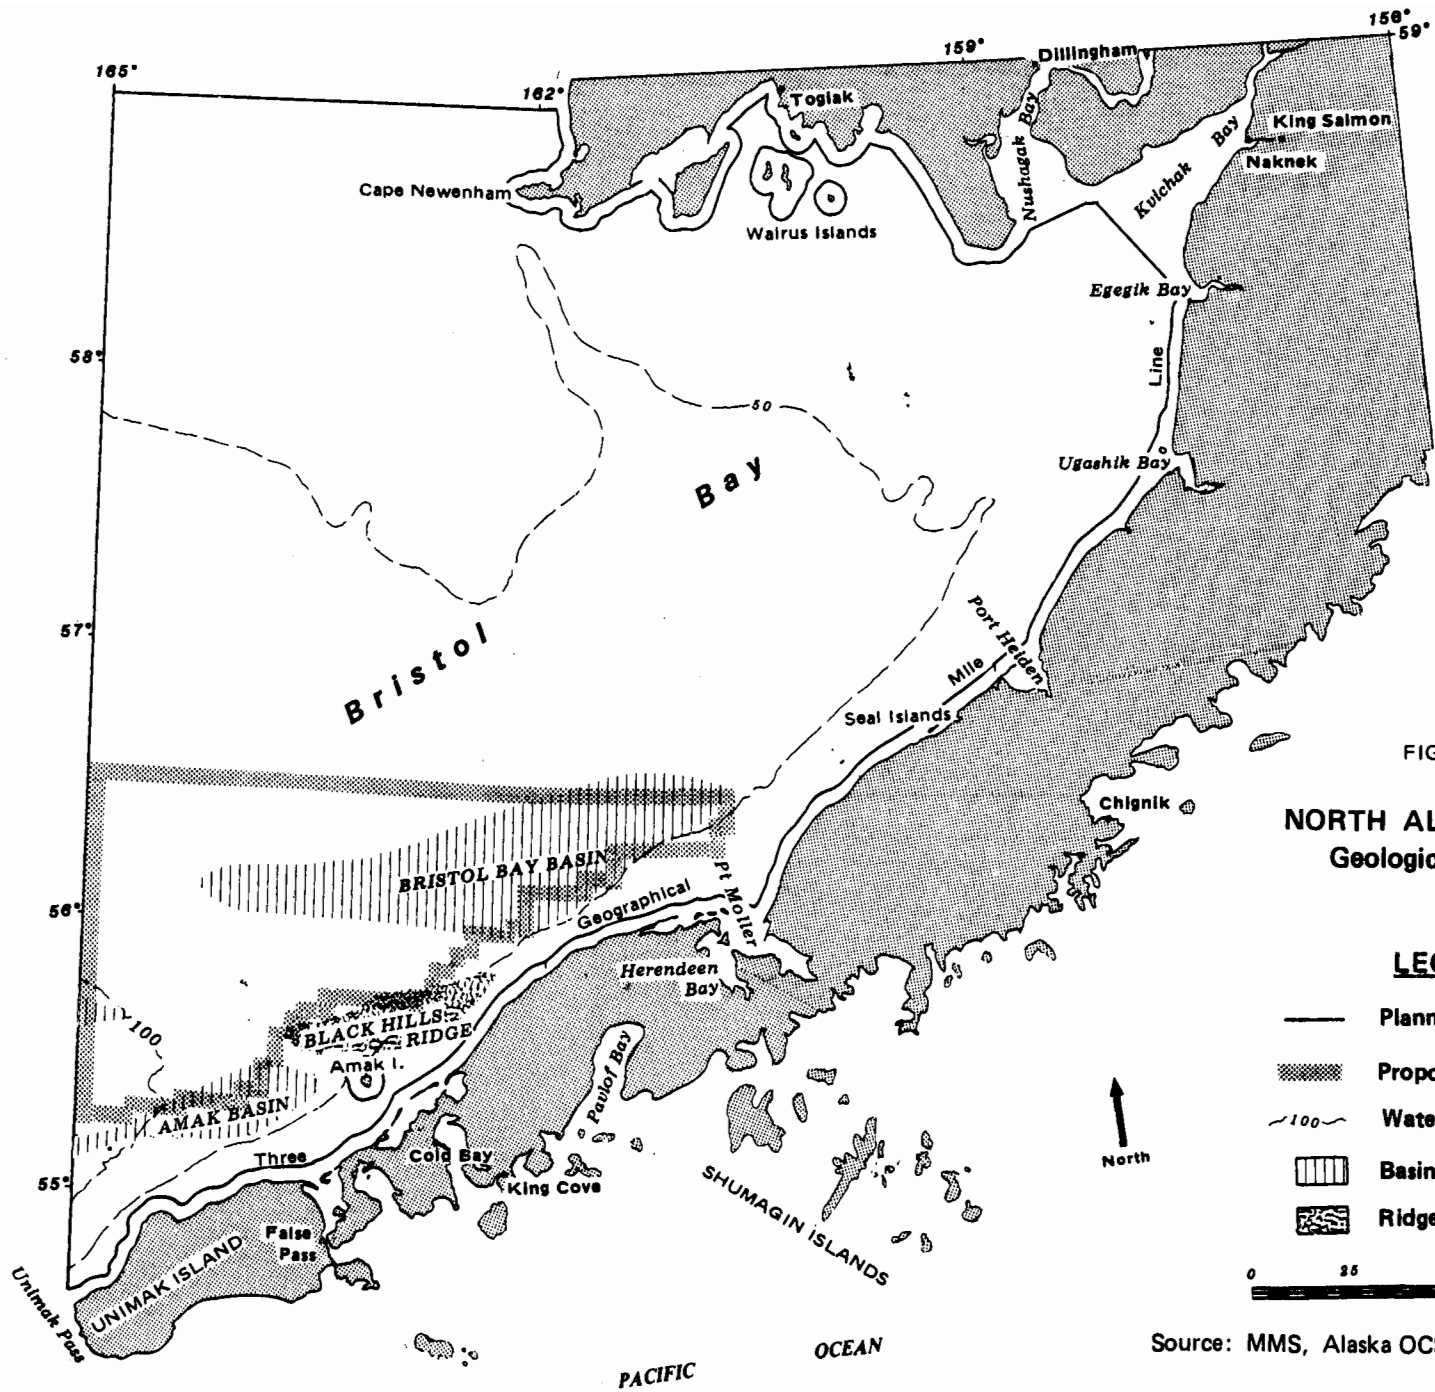 156°
59°
165°
162°
159°
Dillingham
Togiak
King Salmon
Naknek
Nushagak Bay
Kvichak Bay
Cape Newenham
Walrus Islands
Egegik Bay
58°
Line
50
Ugashik Bay
Bay
57°
Bristol
Port Heiden
Mile
Seal Islands
FIG
Chignik
NORTH AL
Geologic
BRISTOL BAY BASIN
Pt Moller
56°
Geographical
Herendeen
Bay
LE
Plann
100
BLACK HILLS
RIDGE
Amak I.
Pavlof Bay
Propo
AMAK BASIN
100
Wate
Three
Cold Bay
North
55°
King Cove
Basin
SHUMAGIN ISLANDS
Ridge
False
Pass
UNIMAK ISLAND
Unimak Pass
0 25
Source: MMS, Alaska OC
PACIFIC OCEAN